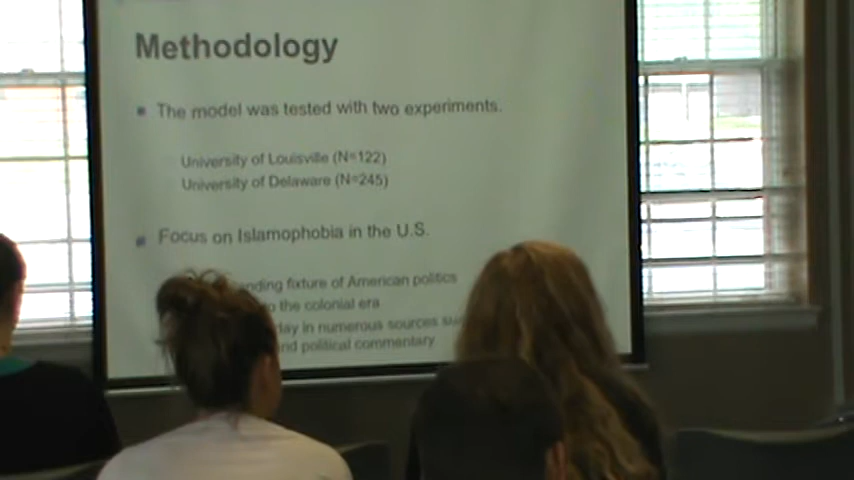 Methodology
The model was tested with two experiments.
University of Louisville (N=122)
University of Delaware (N=245)
Focus on Islamophobia in the U.S.
fixture of American politics
the colonial era
in numerous sources
political commentary